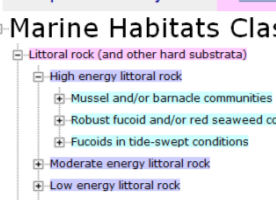 Marine Habitats Clas
Littoral rock (and other hard substrata)
High energy littoral rock
Mussel and/or barnacle communities
Robust fucoid and/or red seaweed co
Fucoids in tide-swept conditions
Moderate energy littoral rock
Low energy littoral rock